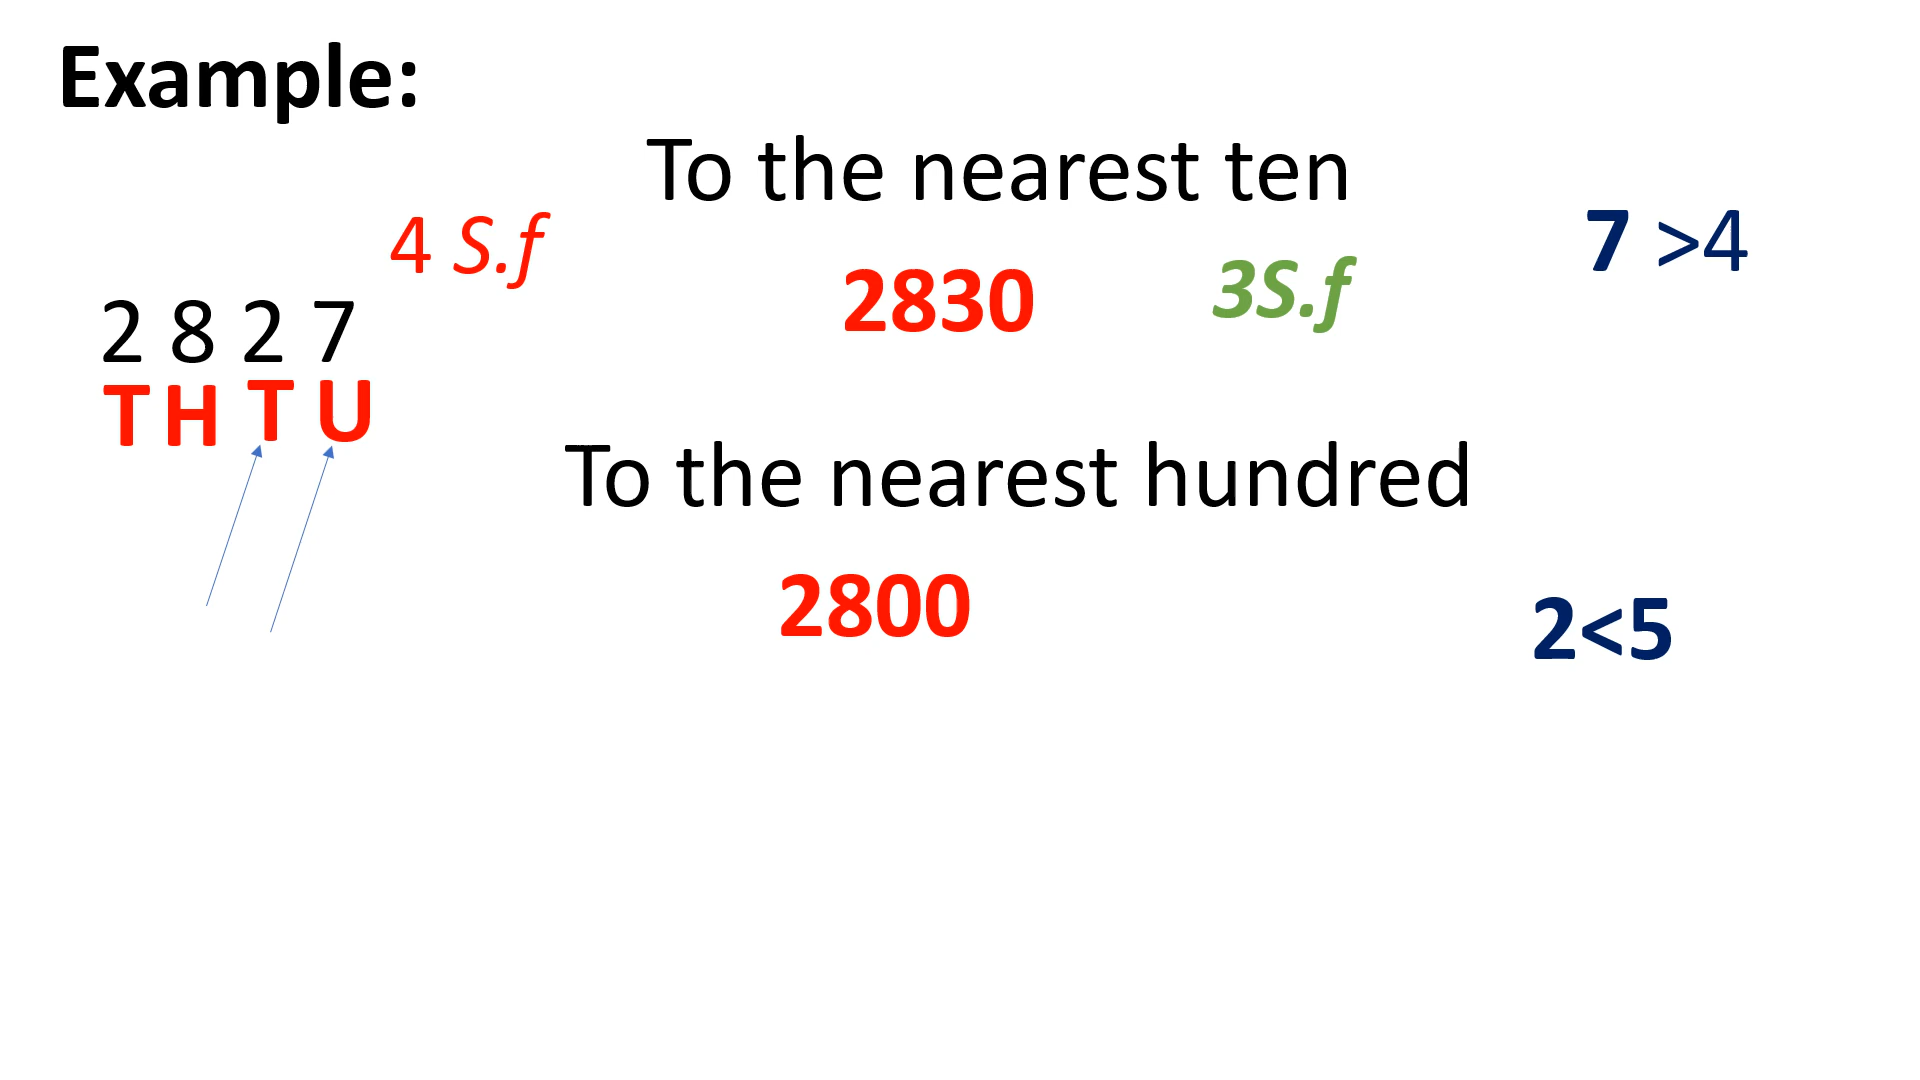 Example:
To the nearest ten
4 S.f
7 >4
2830
3S.f
2 8 2 7
T H T U
To the nearest hundred
2800
2<5